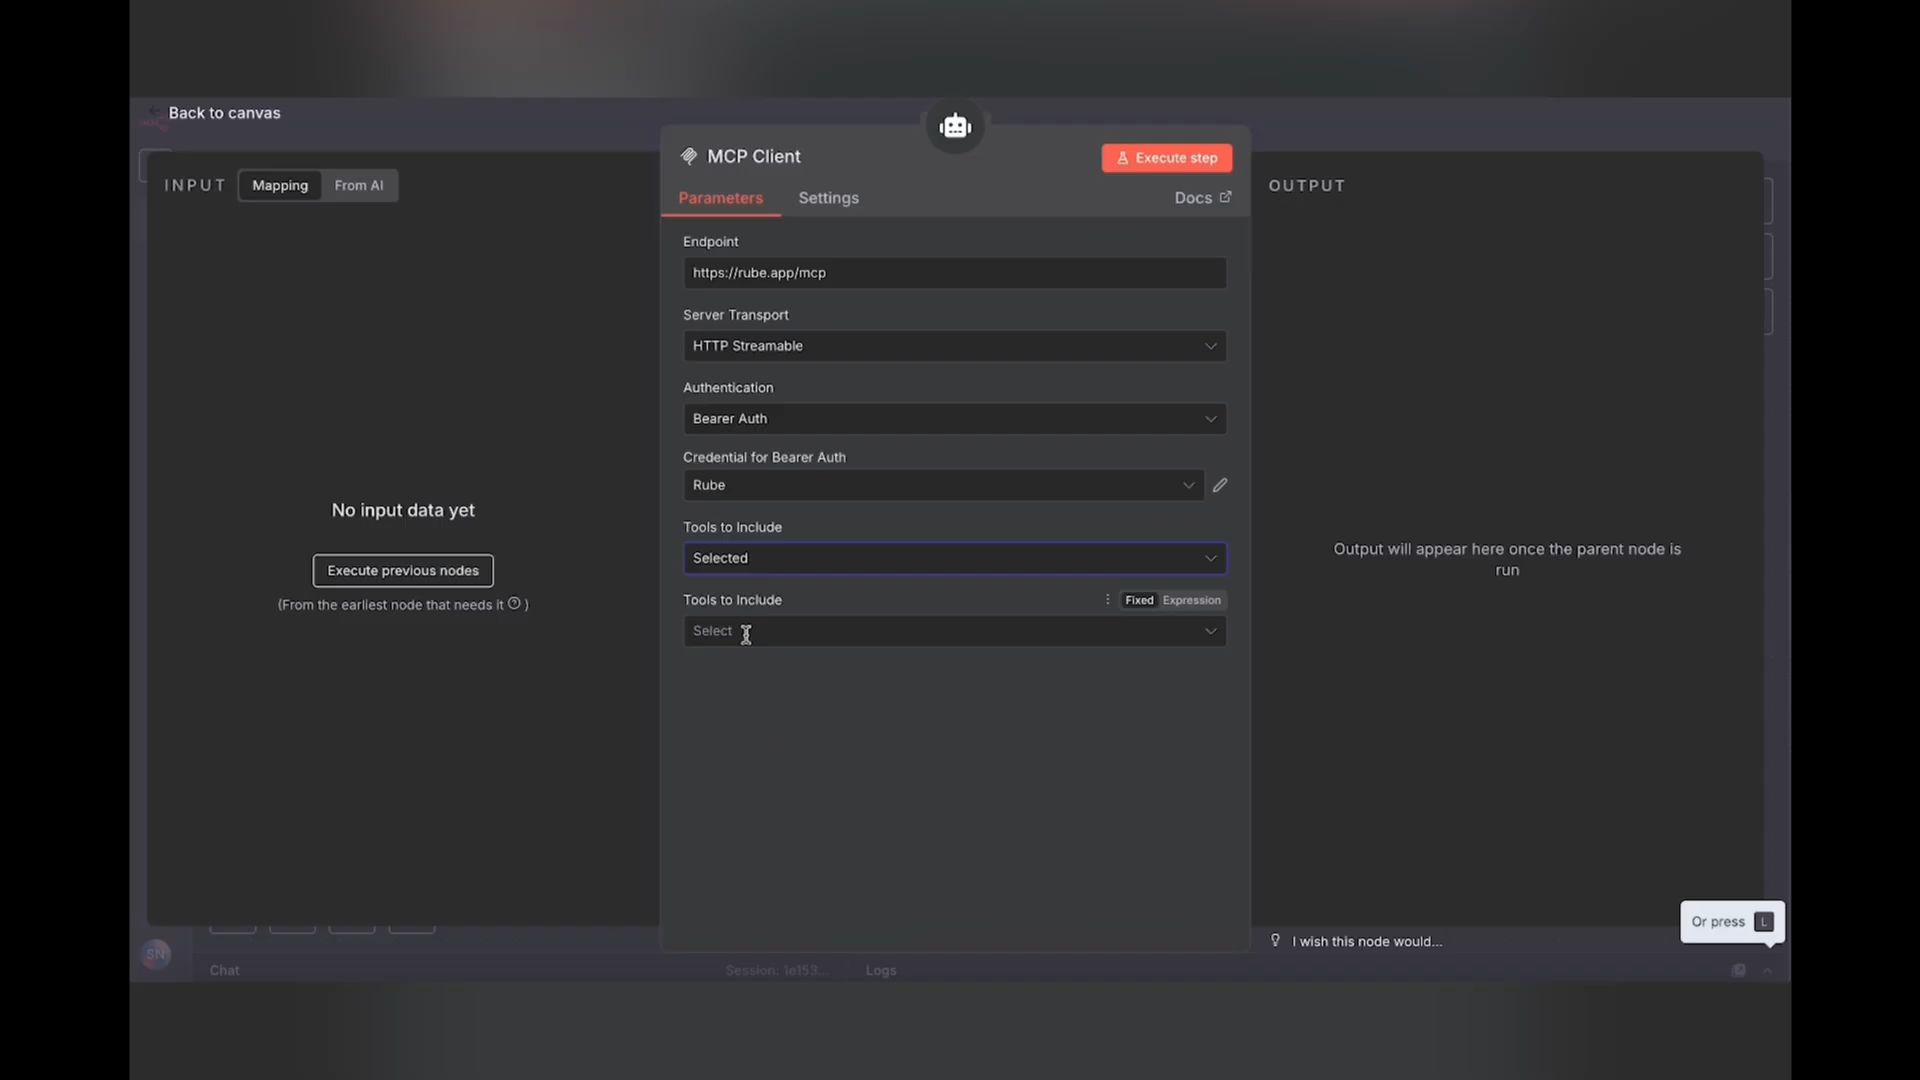 Back to canvas
MCP Client
Execute step
INPUT
Mapping
From AI
OUTPUT
Parameters
Settings
Docs
Endpoint
https://rube.app/mcp
Server Transport
HTTP Streamable
Authentication
Bearer Auth
Credential for Bearer Auth
Rube
Tools to Include
Selected
Tools to Include
Fixed
Expression
Select
No input data yet
Execute previous nodes
(From the earliest node that needs it ? )
Output will appear here once the parent node is
run
Or press L
I wish this node would...
SN
Chat
Session: 1e153...
Logs